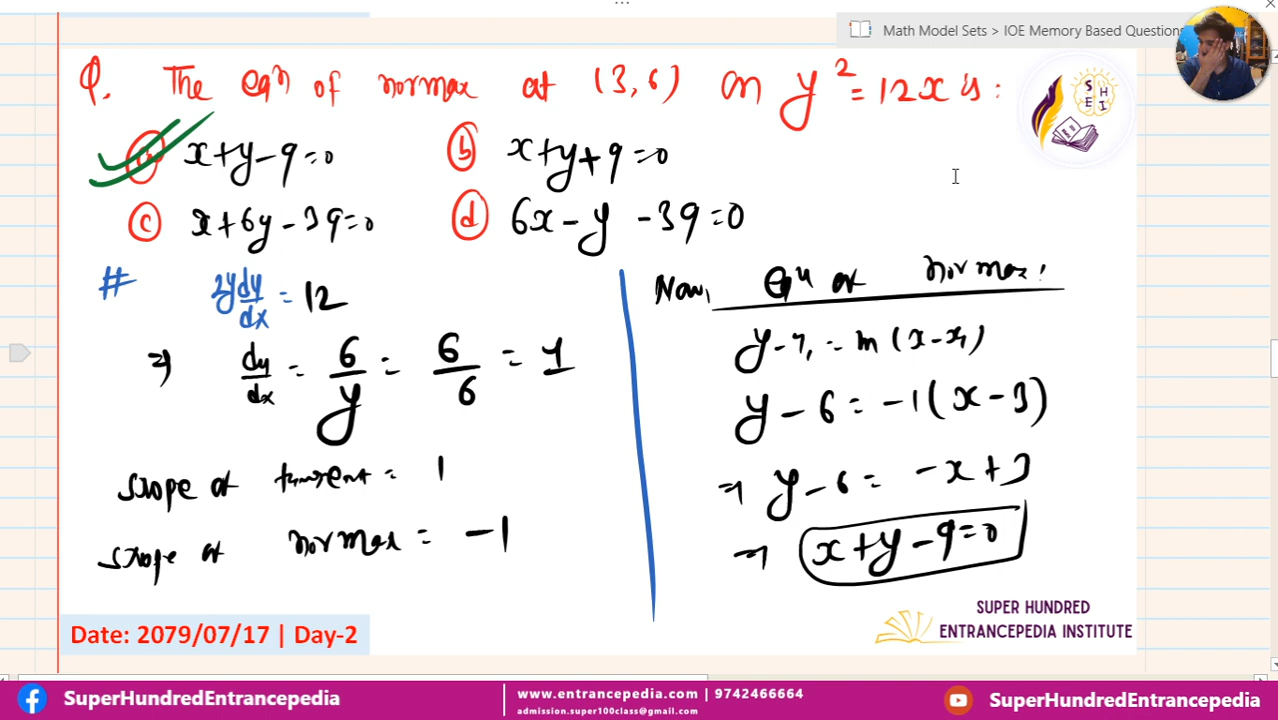 Math Model Sets > IOE Memory Based Questions
Q. The eqn of normal at (3,6) on y² = 12x is:
(a) x+y-9=0 (b) x+y+9=0
(c) x+6y-39=0 (d) 6x-y-39=0
# 2y dy/dx = 12
⇒ dy/dx = 6/y = 6/6 = 1
slope of tangent = 1
slope of normal = -1
Now, Eqn of normal:
y-y₁ = m(x-x₁)
y-6 = -1(x-3)
⇒ y-6 = -x+3
⇒ x+y-9=0
S H
E I
Date: 2079/07/17 | Day-2
SUPER HUNDRED
ENTRANCEPEDIA INSTITUTE
SuperHundredEntrancepedia
www.entrancepedia.com | 9742466664
admission.super100class@gmail.com
SuperHundredEntrancepedia